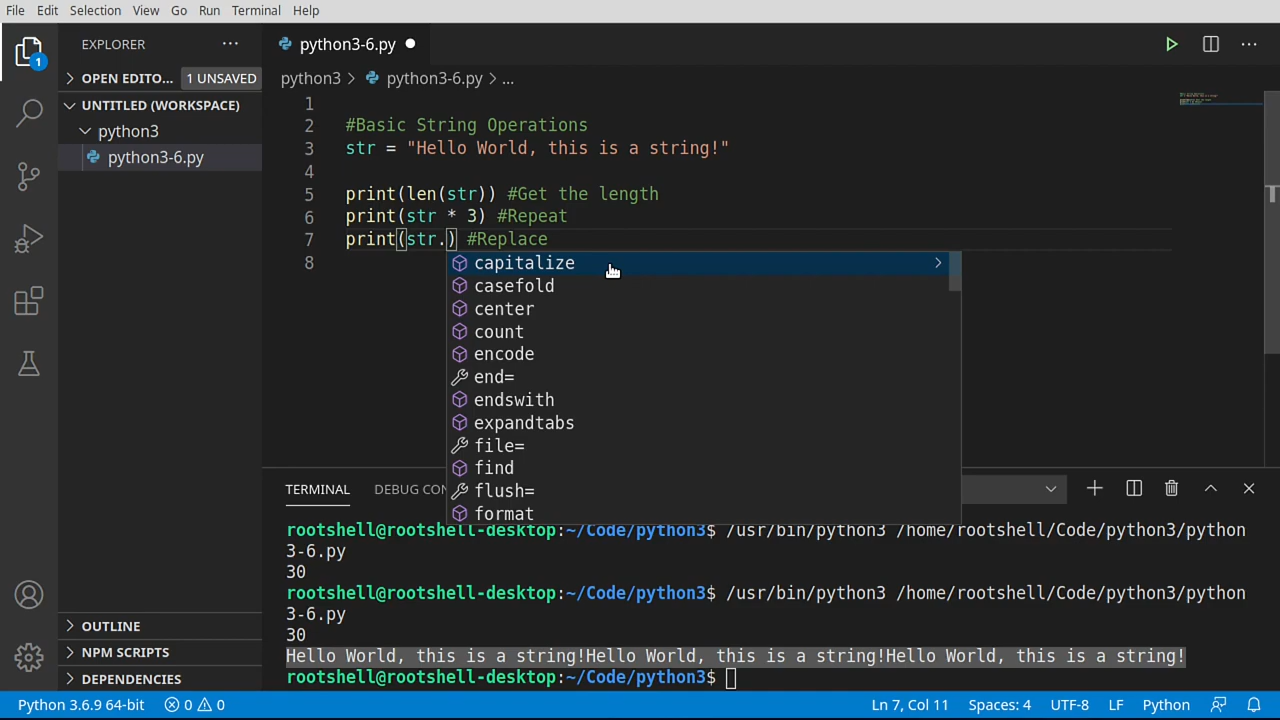 File Edit Selection View Go Run Terminal Help
EXPLORER ...
python3-6.py
OPEN EDITO... 1 UNSAVED
python3 > python3-6.py > ...
UNTITLED (WORKSPACE)
python3
python3-6.py
1
2 #Basic String Operations
3 str = "Hello World, this is a string!"
4
5 print(len(str)) #Get the length
6 print(str * 3) #Repeat
7 print(str.) #Replace
8
capitalize
casefold
center
count
encode
end=
endswith
expandtabs
file=
find
flush=
format
1
TERMINAL DEBUG CON
rootshell@rootshell-desktop:~/Code/python3$ /usr/bin/python3 /home/rootshell/Code/python3/python
3-6.py
30
rootshell@rootshell-desktop:~/Code/python3$ /usr/bin/python3 /home/rootshell/Code/python3/python
3-6.py
30
Hello World, this is a string!Hello World, this is a string!Hello World, this is a string!
rootshell@rootshell-desktop:~/Code/python3$
OUTLINE
NPM SCRIPTS
DEPENDENCIES
Python 3.6.9 64-bit 0 0 Ln 7, Col 11 Spaces: 4 UTF-8 LF Python